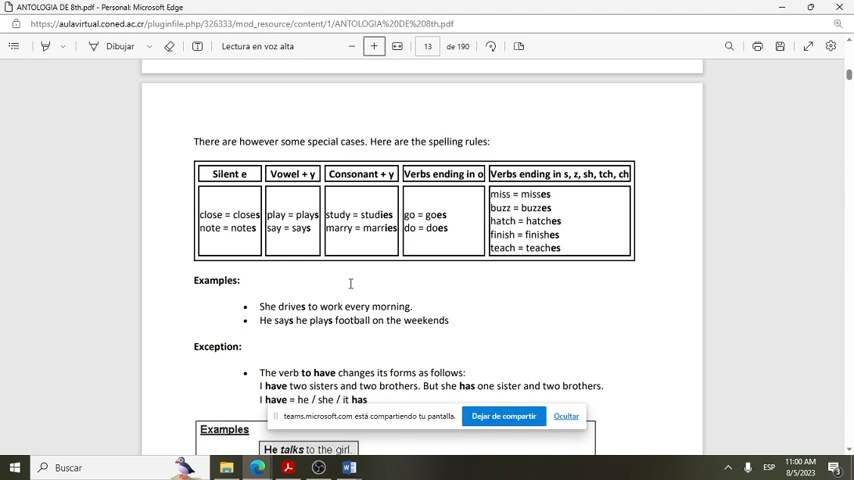 ANTOLOGIA DE 8th.pdf - Personal: Microsoft Edge
https://aulavirtual.coned.ac.cr/pluginfile.php/326333/mod_resource/content/1/ANTOLOGIA%20DE%208th.pdf
Dibujar
Lectura en voz alta
13
de 190
There are however some special cases. Here are the spelling rules:
Silent e
Vowel + y
Consonant + y
Verbs ending in o
Verbs ending in s, z, sh, tch, ch
close = closes
note = notes
play = plays
say = says
study = studies
marry = marries
go = goes
do = does
miss = misses
buzz = buzzes
hatch = hatches
finish = finishes
teach = teaches
Examples:
She drives to work every morning.
He says he plays football on the weekends
Exception:
The verb to have changes its forms as follows:
I have two sisters and two brothers. But she has one sister and two brothers.
I have = he / she / it has
teams.microsoft.com está compartiendo tu pantalla.
Dejar de compartir
Ocultar
Examples
He talks to the girl.
Buscar
ESP
11:00 AM
8/5/2023
3